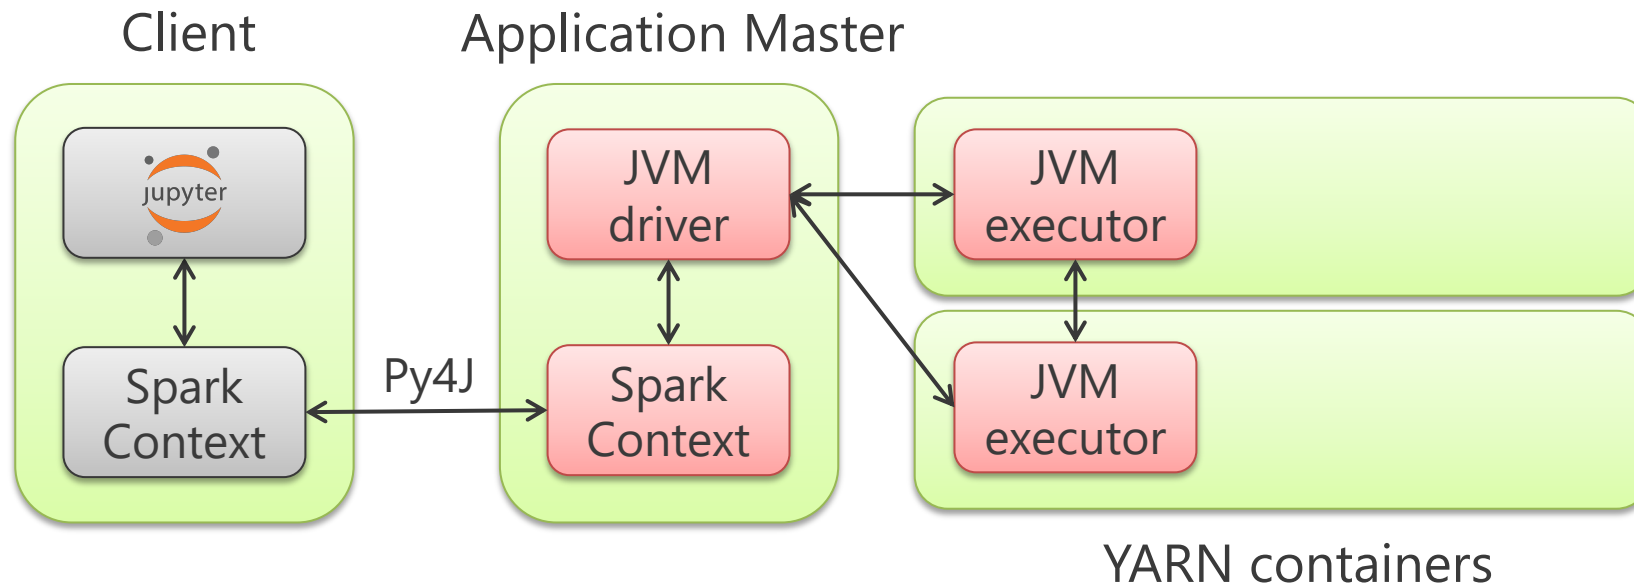 Client
Application Master
jupyter
JVM
driver
JVM
executor
Spark
Context
Py4J
Spark
Context
JVM
executor
YARN containers